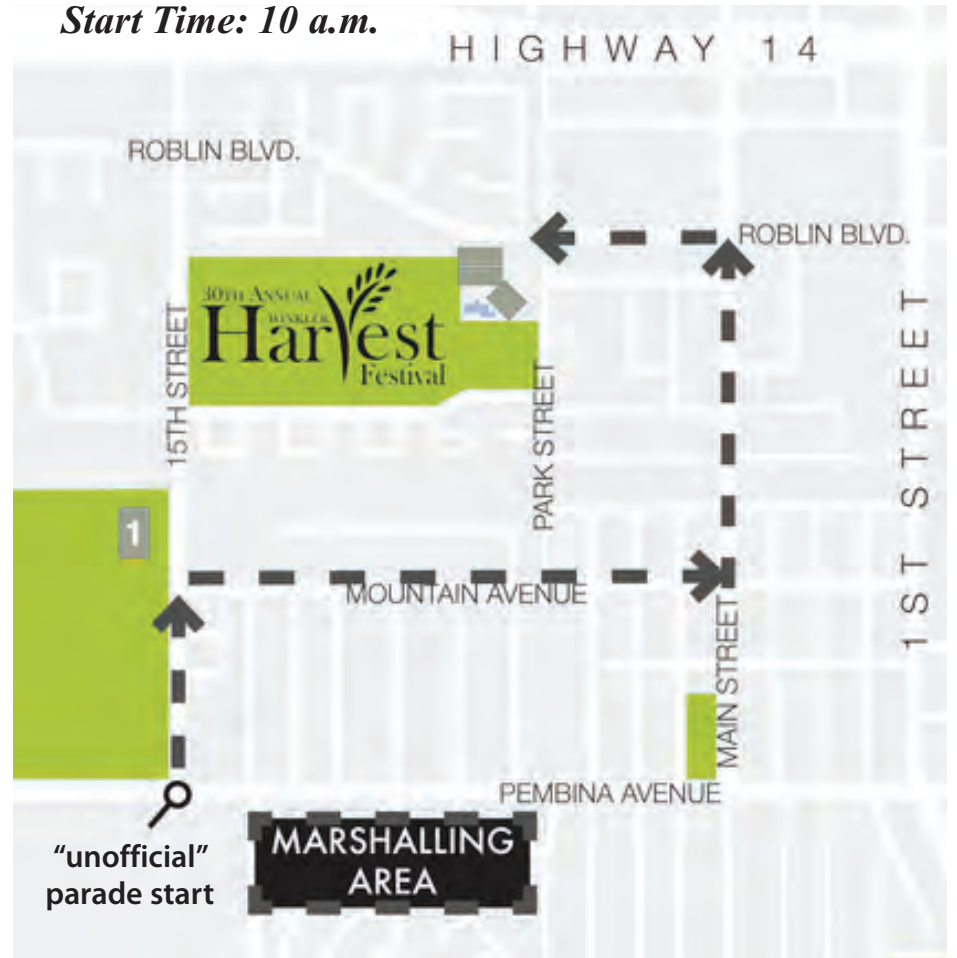 Start Time: 10 a.m.
HIGHWAY 14
ROBLIN BLVD.
ROBLIN BLVD.
30TH ANNUAL
WINKLER
Harvest
Festival
15TH STREET
PARK STREET
1ST STREET
1
MOUNTAIN AVENUE
MAIN STREET
PEMBINA AVENUE
"unofficial"
parade start
MARSHALLING
AREA